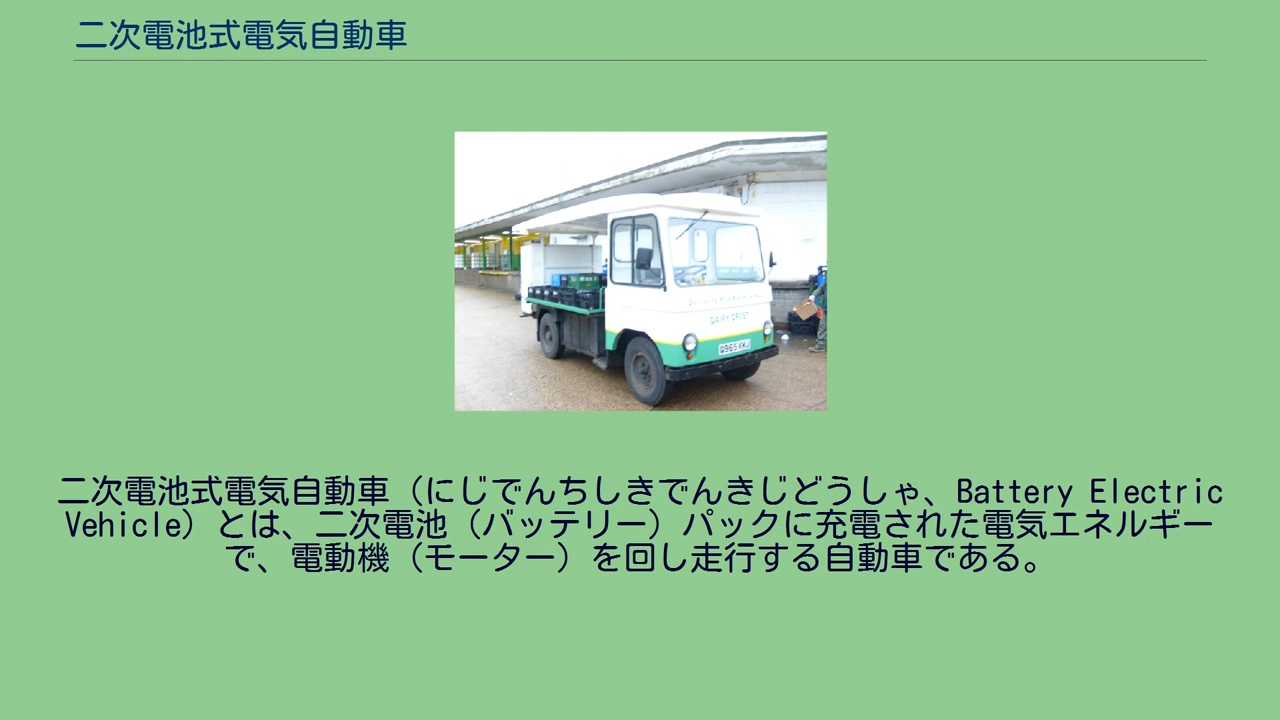 二次電池式電気自動車
DAIRY CREST
Q985 KWJ
二次電池式電気自動車（にじでんちしきでんきじどうしゃ、Battery Electric
Vehicle）とは、二次電池（バッテリー）パックに充電された電気エネルギー
で、電動機（モーター）を回し走行する自動車である。